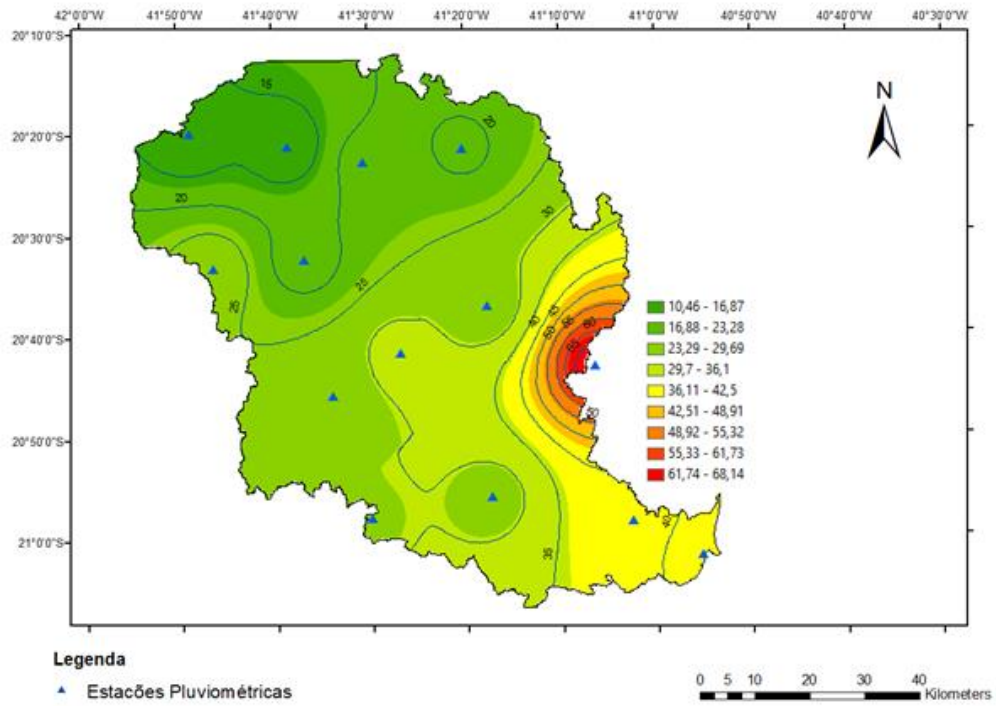 42°0'0"W 41°50'0"W 41°40'0"W 41°30'0"W 41°20'0"W 41°10'0"W 41°0'0"W 40°50'0"W 40°40'0"W 40°30'0"W
20°10'0"S
N
15
20
20°20'0"S
20
30
20°30'0"S
25
25
45
40
55
60
10,46 - 16,87
50
65
16,88 - 23,28
20°40'0"S
23,29 - 29,69
29,7 - 36,1
36,11 - 42,5
42,51 - 48,91
50
48,92 - 55,32
20°50'0"S
55,33 - 61,73
61,74 - 68,14
40
35
21°0'0"S
Legenda
Estacões Pluviométricas
0 5 10 20 30 40
Kilometers